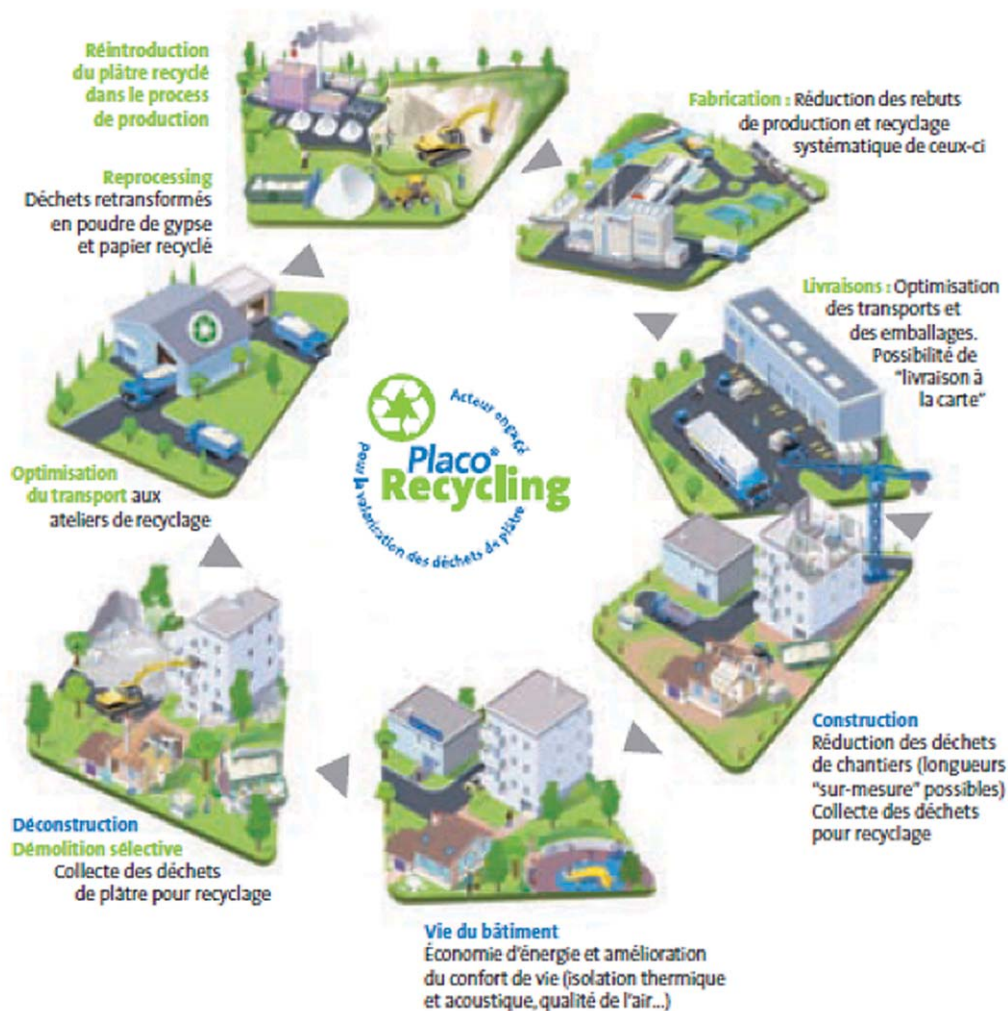 Réintroduction
du plâtre recyclé
dans le process
de production
Reprocessing
Déchets retransformés
en poudre de gypse
et papier recyclé
Fabrication : Réduction des rebuts
de production et recyclage
systématique de ceux-ci
Livraisons : Optimisation
des transports et
des emballages.
Possibilité de
"livraison à
la carte"
Acteur engagé
Placo®
Recycling
pour la valorisation des déchets de plâtre
Optimisation
du transport aux
ateliers de recyclage
Construction
Réduction des déchets
de chantiers (longueurs
"sur-mesure" possibles)
Collecte des déchets
pour recyclage
Déconstruction
Démolition sélective
Collecte des déchets
de plâtre pour recyclage
Vie du bâtiment
Économie d'énergie et amélioration
du confort de vie (isolation thermique
et acoustique, qualité de l'air...)